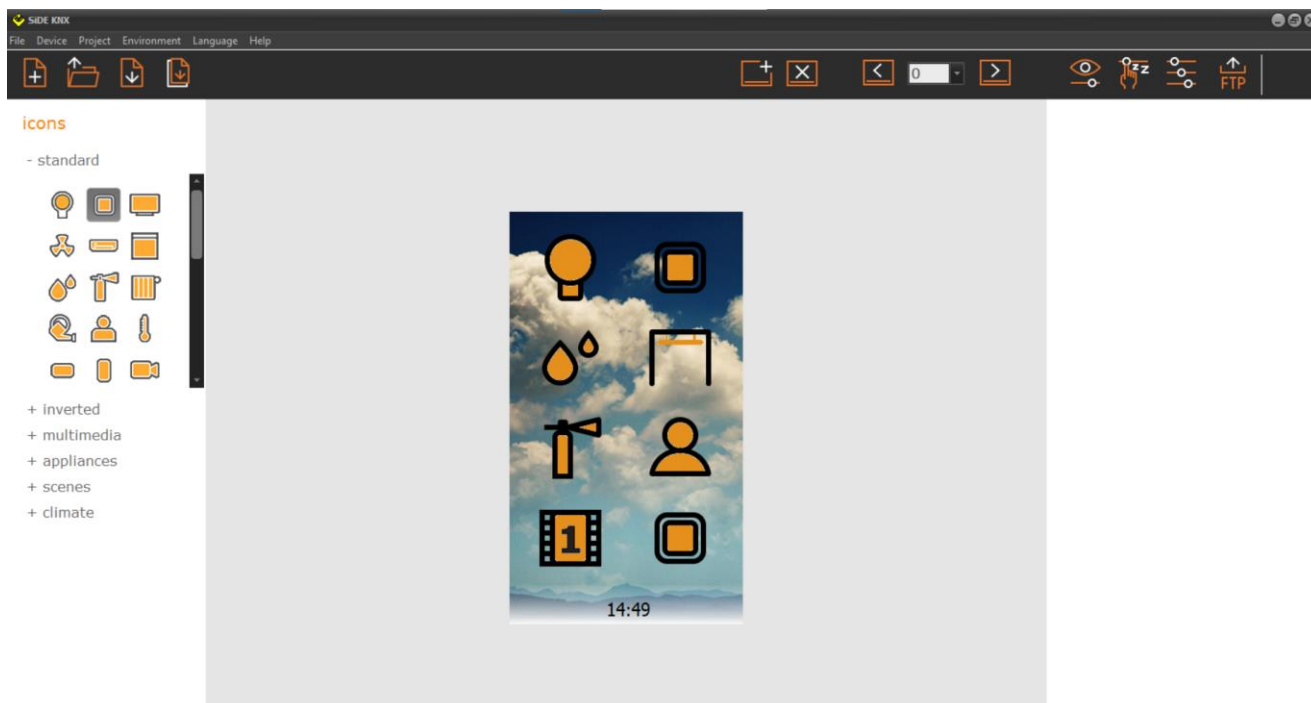 SiDE KNX
File Device Project Environment Language Help
0
FTP
icons
- standard
+ inverted
+ multimedia
+ appliances
+ scenes
+ climate
1
14:49